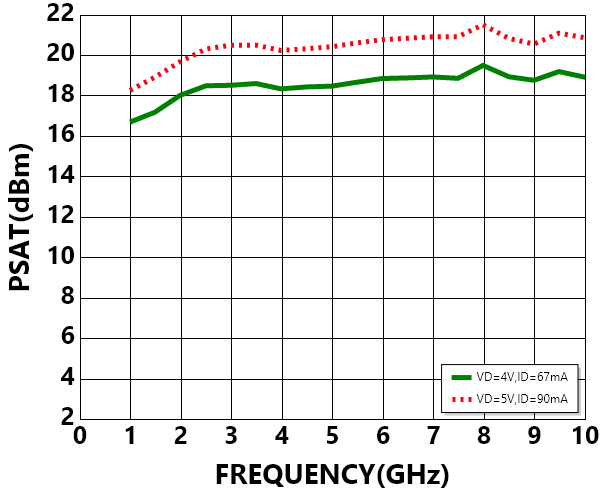 22
20
18
16
14
12
10
8
6
4
2
PSAT(dBm)
VD=4V,ID=67mA
VD=5V,ID=90mA
0 1 2 3 4 5 6 7 8 9 10
FREQUENCY(GHz)